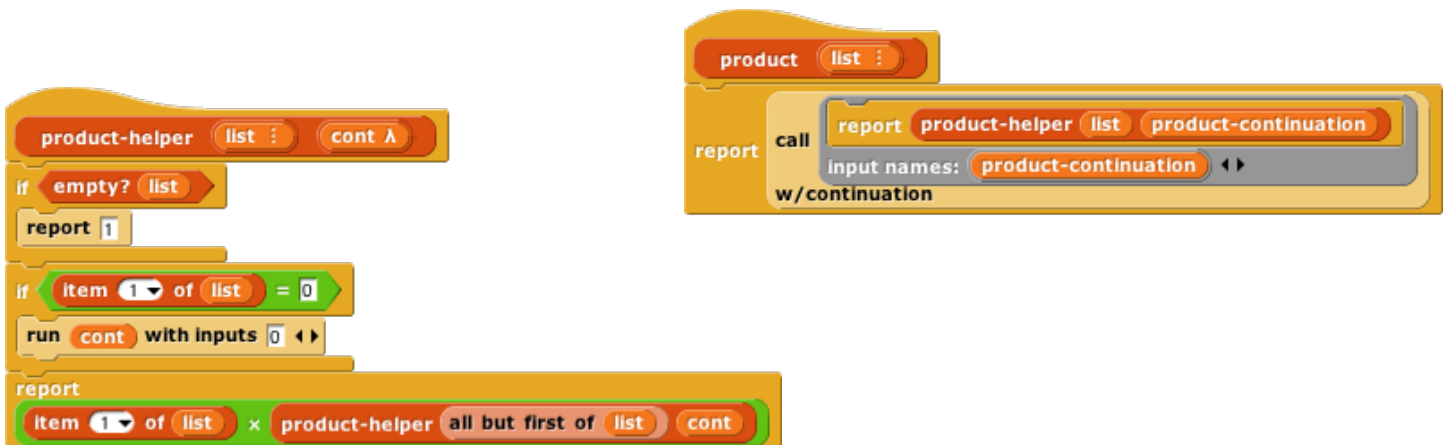 product-helper list ⋮ cont λ
if empty? list
report 1
if item 1 of list = 0
run cont with inputs 0
report
item 1 of list × product-helper all but first of list cont
product list ⋮
report call report product-helper list product-continuation
input names: product-continuation
w/continuation